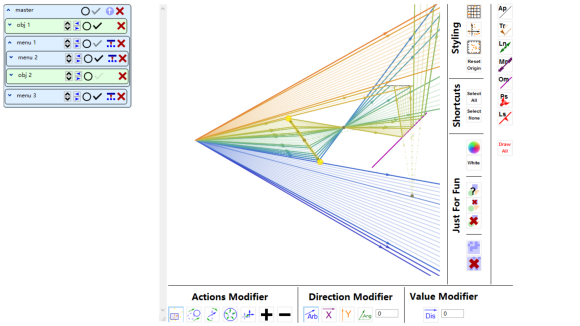 master
obj 1
menu 1
menu 2
obj 2
menu 3
Styling
Reset
Origin
Shortcuts
Select
All
Select
None
White
Just For Fun
Ap
Tr
Ln
Mr
Om
Ps
Ls
Draw
All
Actions Modifier
Direction Modifier
Value Modifier
Arb
X
Y
Ang
0
Dis
0